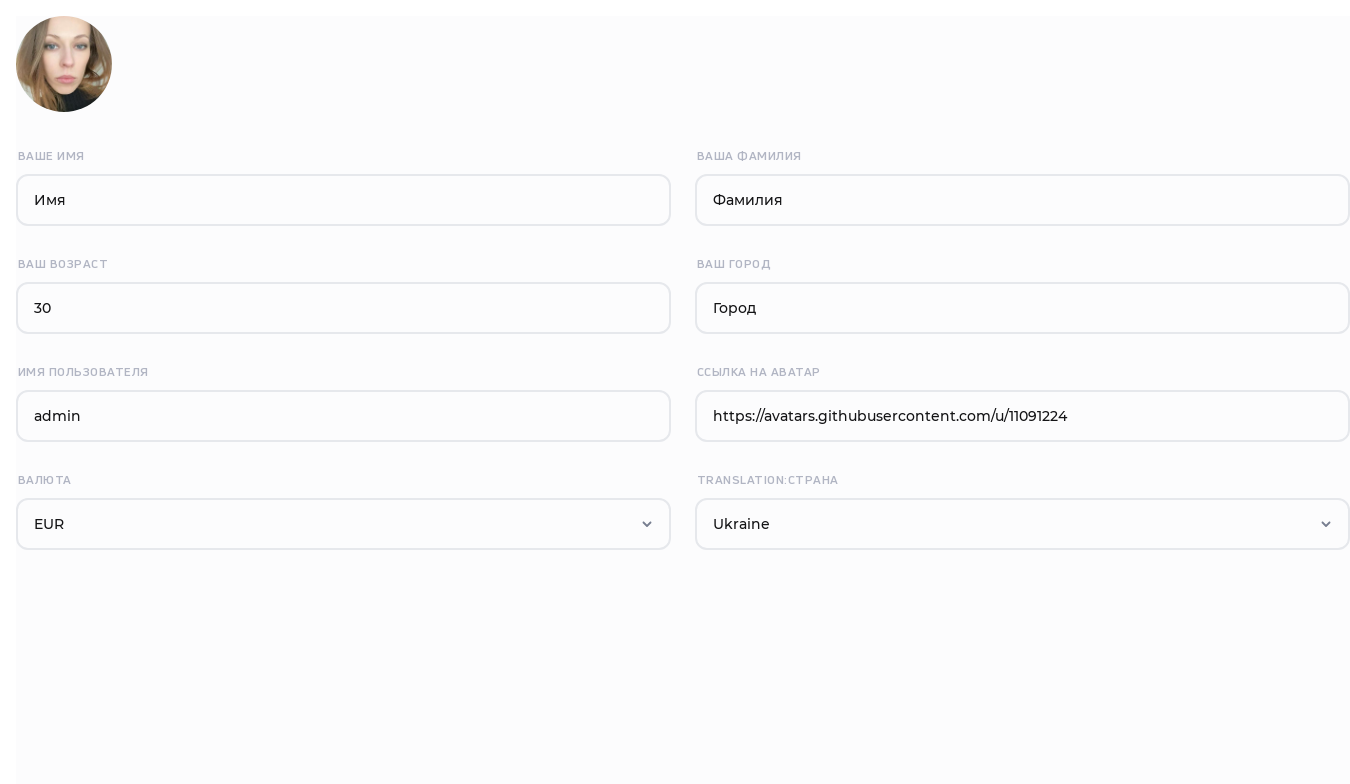 ВАШЕ ИМЯ
ВАША ФАМИЛИЯ
Имя
Фамилия
ВАШ ВОЗРАСТ
ВАШ ГОРОД
30
Город
ИМЯ ПОЛЬЗОВАТЕЛЯ
ССЫЛКА НА АВАТАР
admin
https://avatars.githubusercontent.com/u/11091224
ВАЛЮТА
TRANSLATION:СТРАНА
EUR
Ukraine